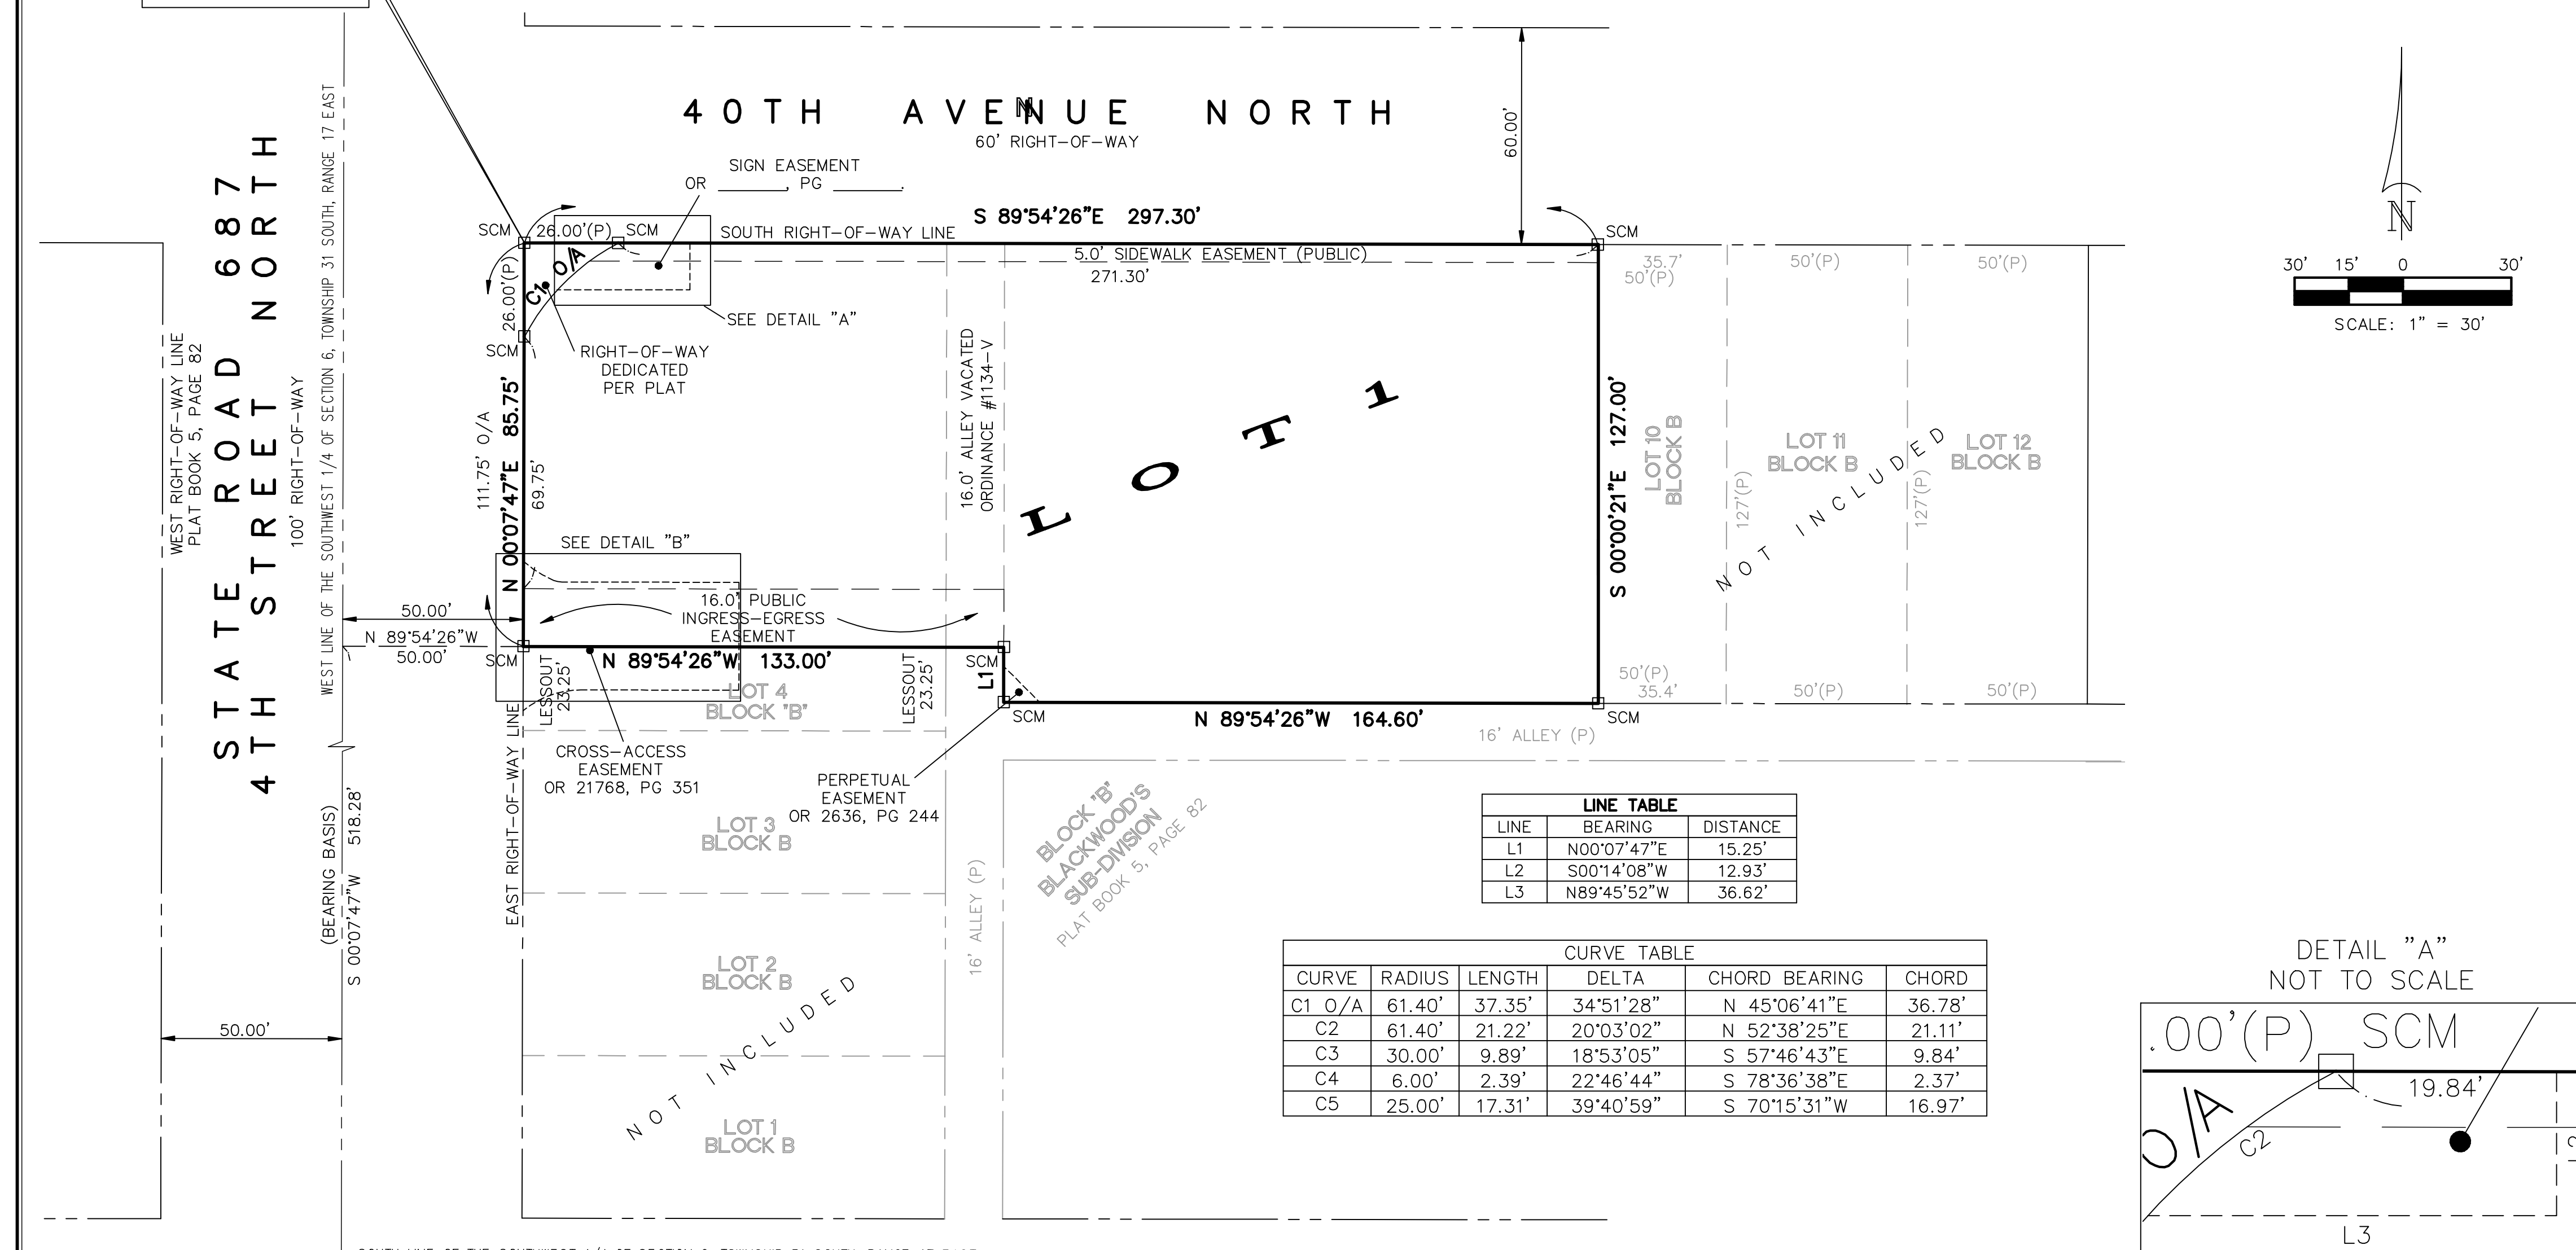 40TH AVENUE NORTH
N
60' RIGHT-OF-WAY
60.00'
SIGN EASEMENT
OR ________, PG ________.
S 89°54'26"E 297.30'
SCM
26.00'(P)
SCM
SOUTH RIGHT-OF-WAY LINE
SCM
5.0' SIDEWALK EASEMENT (PUBLIC)
271.30'
C1 O/A
26.00'(P)
SCM
SEE DETAIL "A"
RIGHT-OF-WAY
DEDICATED
PER PLAT
STATE ROAD 687
4TH STREET NORTH
WEST RIGHT-OF-WAY LINE
PLAT BOOK 5, PAGE 82
100' RIGHT-OF-WAY
WEST LINE OF THE SOUTHWEST 1/4 OF SECTION 6, TOWNSHIP 31 SOUTH, RANGE 17 EAST
111.75' O/A
N 00°07'47"E 85.75'
69.75'
16.0' ALLEY VACATED
ORDINANCE #1134-V
LOT 1
S 00°00'21"E 127.00'
35.7'
50'(P)
50'(P)
50'(P)
LOT 10
BLOCK B
127'(P)
LOT 11
BLOCK B
127'(P)
LOT 12
BLOCK B
NOT INCLUDED
50'(P)
35.4'
50'(P)
50'(P)
N
30' 15' 0 30'
SCALE: 1" = 30'
SEE DETAIL "B"
16.0' PUBLIC
INGRESS-EGRESS
EASEMENT
50.00'
N 89°54'26"W
50.00'
SCM
N 89°54'26"W 133.00'
SCM
L1
LESSOUT
23.25'
LESSOUT
23.25'
LOT 4
BLOCK "B"
SCM
N 89°54'26"W 164.60'
SCM
16' ALLEY (P)
CROSS-ACCESS
EASEMENT
OR 21768, PG 351
PERPETUAL
EASEMENT
OR 2636, PG 244
EAST RIGHT-OF-WAY LINE
(BEARING BASIS)
S 00°07'47"W 518.28'
50.00'
LOT 3
BLOCK B
LOT 2
BLOCK B
LOT 1
BLOCK B
NOT INCLUDED
16' ALLEY (P)
BLOCK "B"
BLACKWOOD'S
SUB-DIVISION
PLAT BOOK 5, PAGE 82
LINE TABLE
LINE BEARING DISTANCE
L1 N00°07'47"E 15.25'
L2 S00°14'08"W 12.93'
L3 N89°45'52"W 36.62'
CURVE TABLE
CURVE RADIUS LENGTH DELTA CHORD BEARING CHORD
C1 O/A 61.40' 37.35' 34°51'28" N 45°06'41"E 36.78'
C2 61.40' 21.22' 20°03'02" N 52°38'25"E 21.11'
C3 30.00' 9.89' 18°53'05" S 57°46'43"E 9.84'
C4 6.00' 2.39' 22°46'44" S 78°36'38"E 2.37'
C5 25.00' 17.31' 39°40'59" S 70°15'31"W 16.97'
DETAIL "A"
NOT TO SCALE
.00'(P) SCM
19.84'
O/A
C2
L3